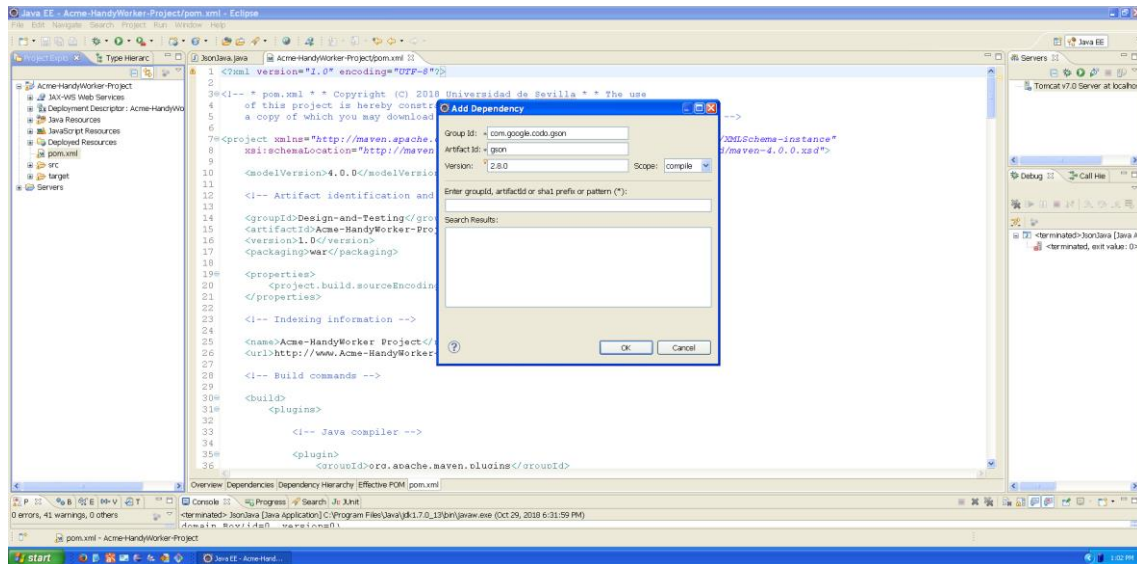 Java EE - Acme-HandyWorker-Project/pom.xml - Eclipse
File Edit Navigate Search Project Run Window Help
Java EE
Project Explo
Type Hierarc
JsonJava.java
Acme-HandyWorker-Project/pom.xml
Servers
Acme-HandyWorker-Project
JAX-WS Web Services
Deployment Descriptor: Acme-HandyWo
Java Resources
JavaScript Resources
Deployed Resources
pom.xml
src
target
Servers
1 <?xml version="1.0" encoding="UTF-8"?>
2
3 <!-- * pom.xml * * Copyright (C) 2018 Universidad de Sevilla * * The use
4 of this project is hereby constr
5 a copy of which you may download -->
6
7 <project xmlns="http://maven.apache. XMLSchema-instance"
8 xsi:schemaLocation="http://maven d/maven-4.0.0.xsd">
9
10 <modelVersion>4.0.0</modelVersio
11
12 <!-- Artifact identification and
13
14 <groupId>Design-and-Testing</gro
15 <artifactId>Acme-HandyWorker-Pro
16 <version>1.0</version>
17 <packaging>war</packaging>
18
19 <properties>
20 <project.build.sourceEncodin
21 </properties>
22
23 <!-- Indexing information -->
24
25 <name>Acme-HandyWorker Project</
26 <url>http://www.Acme-HandyWorker-
27
28 <!-- Build commands -->
29
30 <build>
31 <plugins>
32
33 <!-- Java compiler -->
34
35 <plugin>
36 <groupId>org.apache.maven.plugins</groupId>
Add Dependency
Group Id: * com.google.code.gson
Artifact Id: * gson
Version: 2.8.0 Scope: compile
Enter groupId, artifactId or sha1 prefix or pattern (*):
Search Results:
OK Cancel
Tomcat v7.0 Server at localho
Debug
Call Hie
<terminated>JsonJava [Java A
<terminated, exit value: 0>
Overview Dependencies Dependency Hierarchy Effective POM pom.xml
Console Progress Search JUnit
0 errors, 41 warnings, 0 others
<terminated> JsonJava [Java Application] C:\Program Files\Java\jdk1.7.0_13\bin\javaw.exe (Oct 29, 2018 6:31:59 PM)
pom.xml - Acme-HandyWorker-Project
start
Java EE - Acme-Hand...
1:02 PM